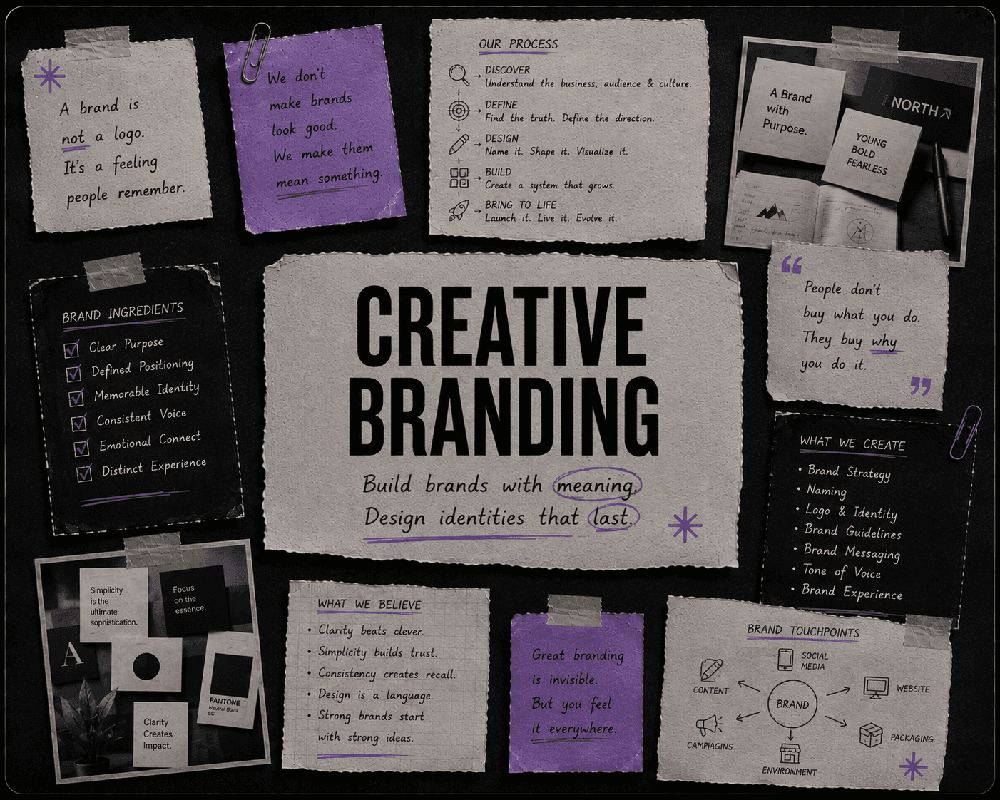 A brand is
not a logo.
It's a feeling
people remember.
We don't
make brands
look good.
We make them
mean something.
OUR PROCESS
DISCOVER
Understand the business, audience & culture.
DEFINE
Find the truth. Define the direction.
DESIGN
Name it. Shape it. Visualize it.
BUILD
Create a system that grows.
BRING TO LIFE
Launch it. Live it. Evolve it.
A Brand
with
Purpose.
NORTH
YOUNG
BOLD
FEARLESS
BRAND INGREDIENTS
Clear Purpose
Defined Positioning
Memorable Identity
Consistent Voice
Emotional Connect
Distinct Experience
CREATIVE
BRANDING
Build brands with meaning.
Design identities that last.
“
People don't
buy what you do.
They buy why
you do it.
”
WHAT WE CREATE
• Brand Strategy
• Naming
• Logo & Identity
• Brand Guidelines
• Brand Messaging
• Tone of Voice
• Brand Experience
Simplicity
is the
ultimate
sophistication.
Focus
on the
essence.
A
PANTONE
Clarity
Creates
Impact.
WHAT WE BELIEVE
• Clarity beats clever.
• Simplicity builds trust.
• Consistency creates recall.
• Design is a language.
• Strong brands start
with strong ideas.
Great branding
is invisible.
But you feel
it everywhere.
BRAND TOUCHPOINTS
SOCIAL
MEDIA
CONTENT
BRAND
WEBSITE
CAMPIAGNS
PACKAGING
ENVIRONMENT